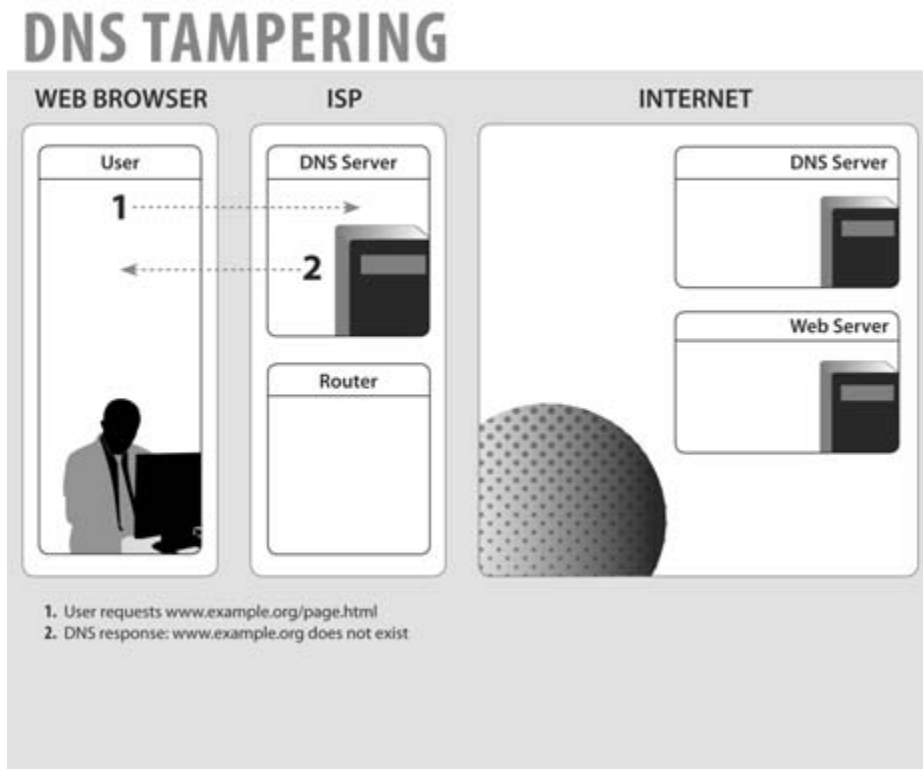 DNS TAMPERING
WEB BROWSER
ISP
INTERNET
User
DNS Server
DNS Server
1
2
Web Server
Router
1. User requests www.example.org/page.html
2. DNS response: www.example.org does not exist